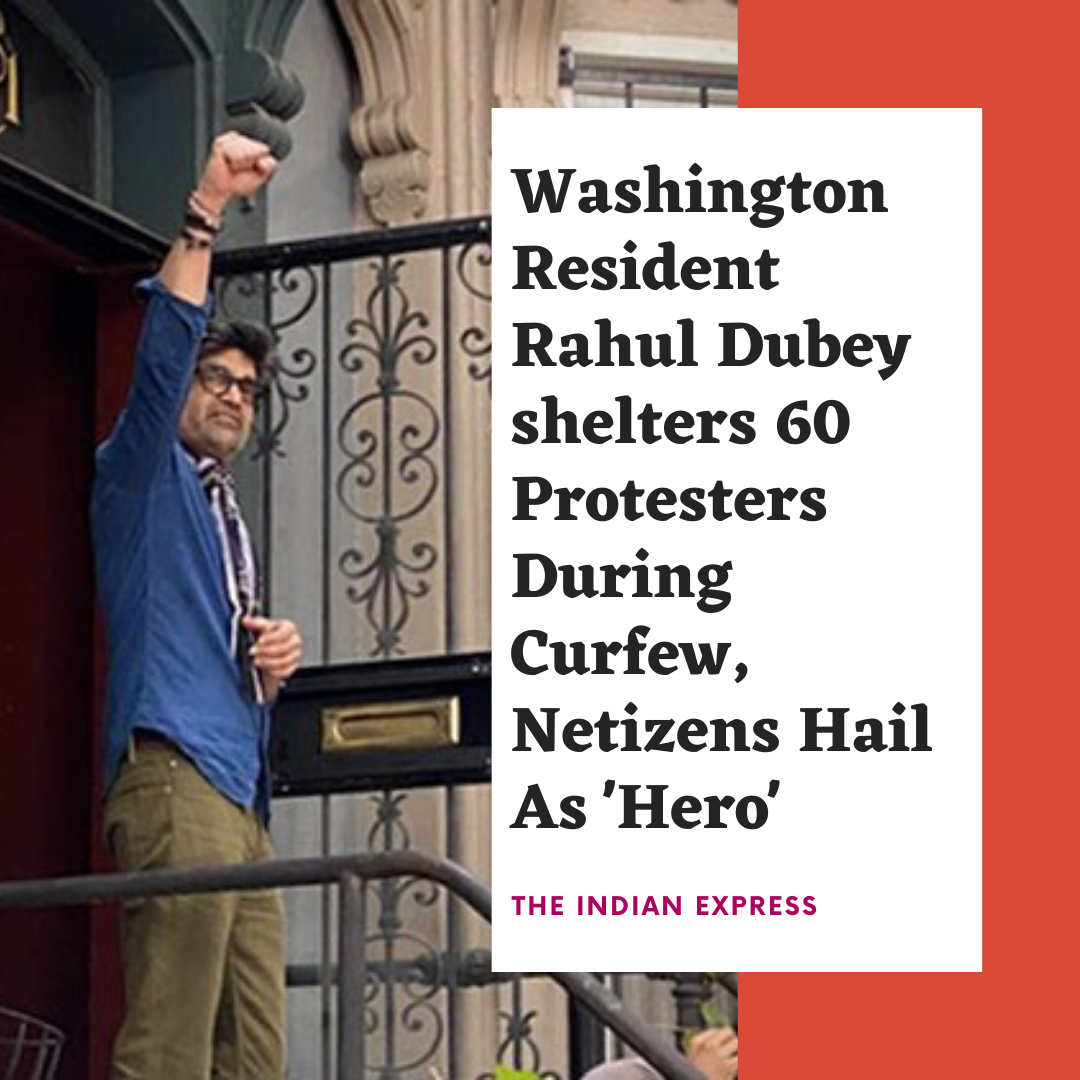 Washington
Resident
Rahul Dubey
shelters 60
Protesters
During
Curfew,
Netizens Hail
As 'Hero'
THE INDIAN EXPRESS